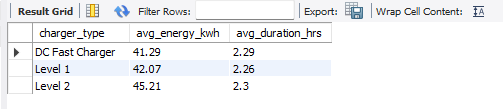 Result Grid Filter Rows: Export: Wrap Cell Content:
charger_type avg_energy_kwh avg_duration_hrs
DC Fast Charger 41.29 2.29
Level 1 42.07 2.26
Level 2 45.21 2.3